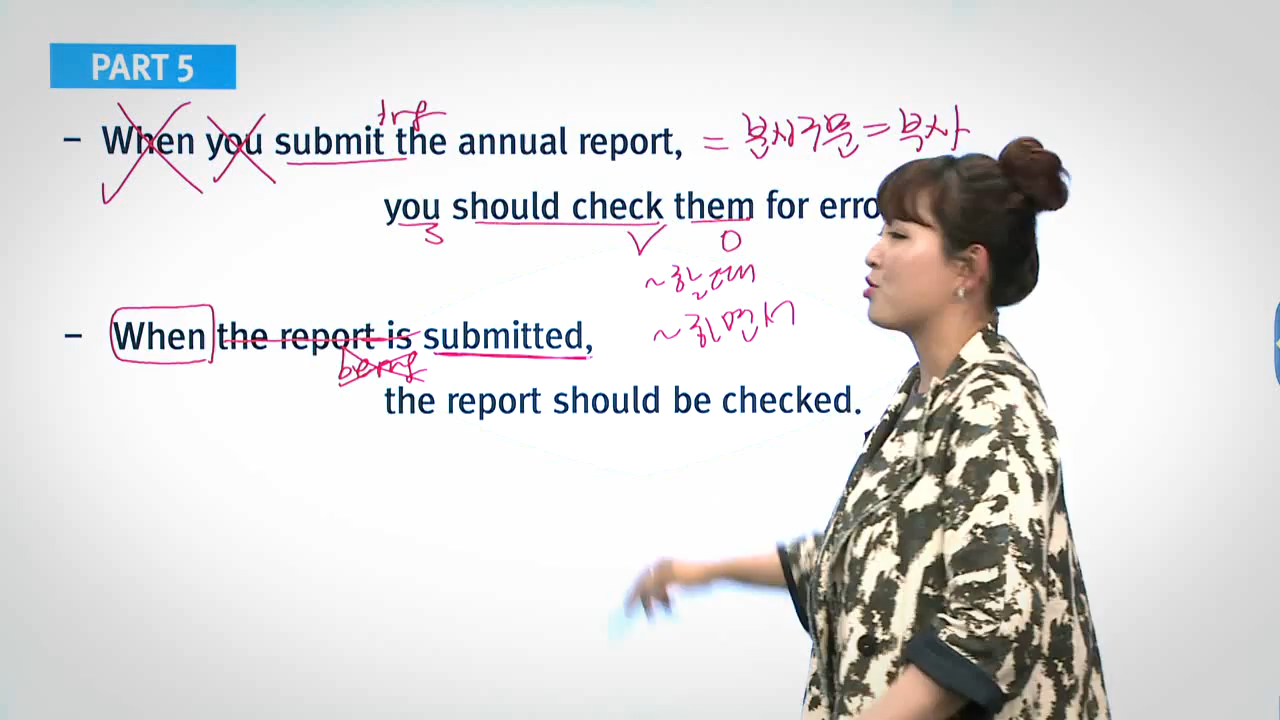 PART 5
ing
– When you submit the annual report, = 분사구문 = 부사
you should check them for erro
S V O
~할 때
– When the report is submitted, ~하면서
being
the report should be checked.